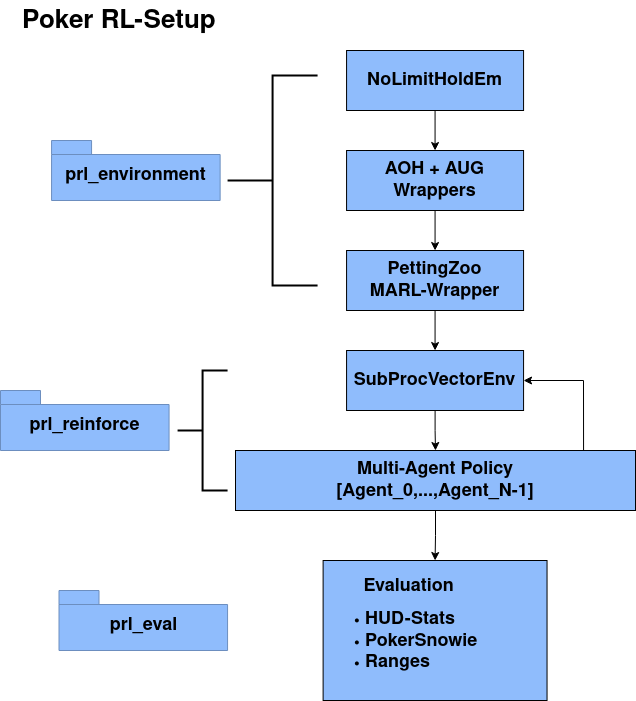 Poker RL-Setup
NoLimitHoldEm
prl_environment
AOH + AUG
Wrappers
PettingZoo
MARL-Wrapper
SubProcVectorEnv
prl_reinforce
Multi-Agent Policy
[Agent_0,...,Agent_N-1]
Evaluation
• HUD-Stats
• PokerSnowie
• Ranges
prl_eval